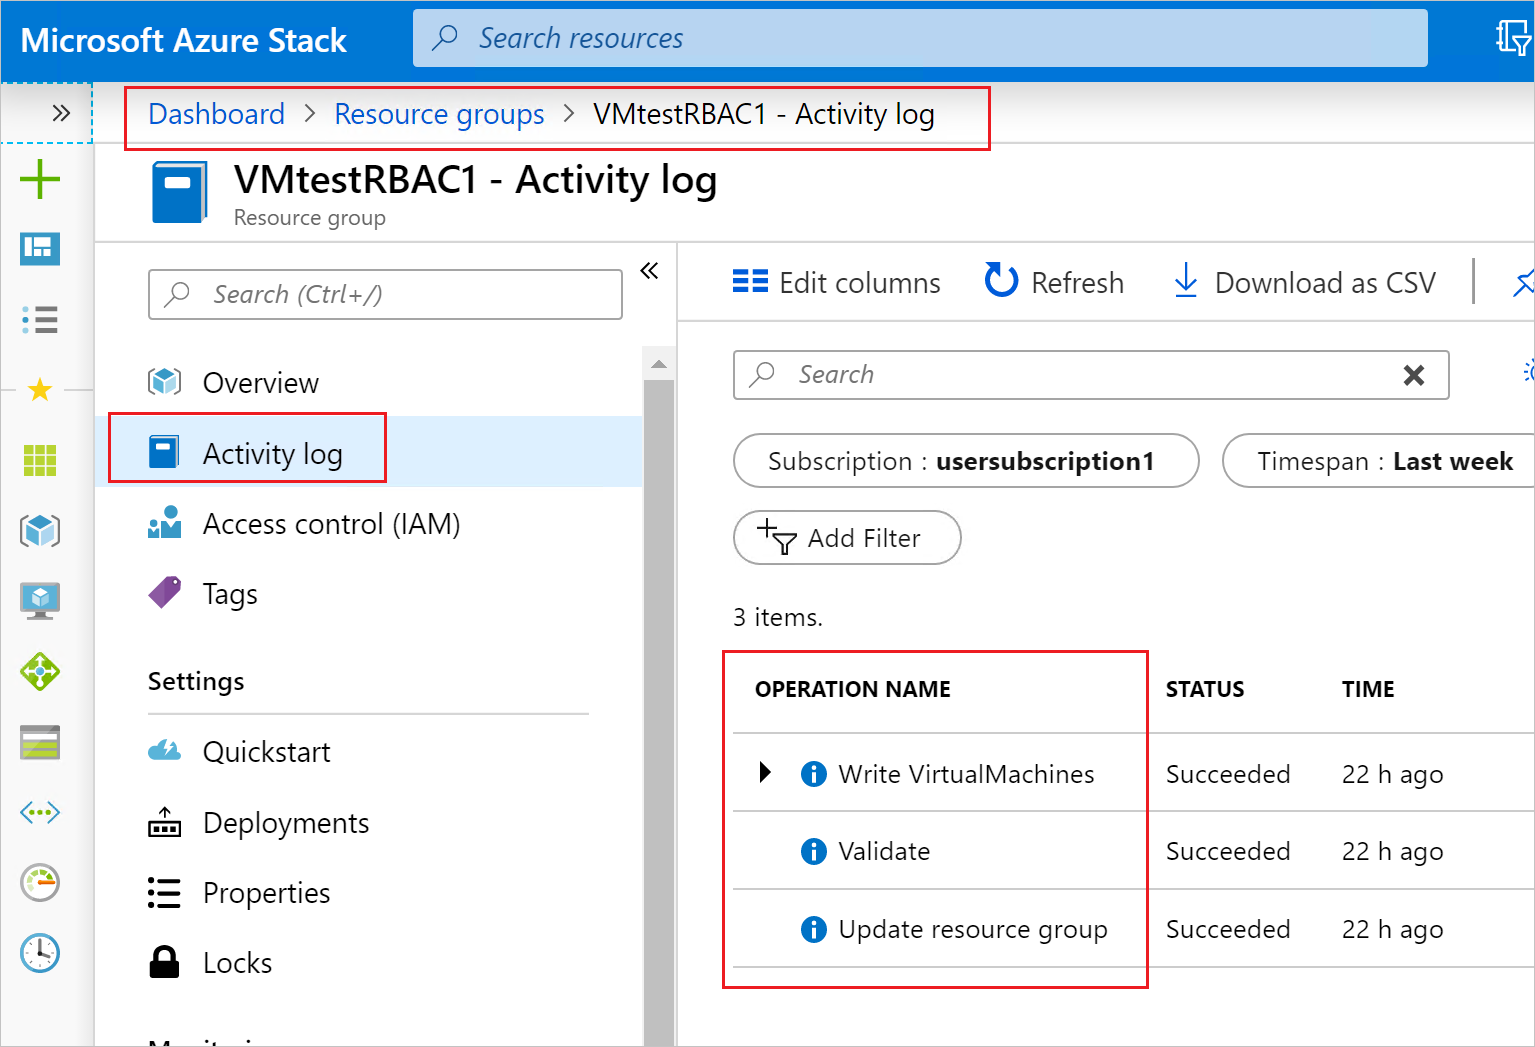 Microsoft Azure Stack
Search resources
Dashboard > Resource groups > VMtestRBAC1 - Activity log
VMtestRBAC1 - Activity log
Resource group
Search (Ctrl+/)
Overview
Activity log
Access control (IAM)
Tags
Settings
Quickstart
Deployments
Properties
Locks
Edit columns Refresh Download as CSV
Search
Subscription : usersubscription1 Timespan : Last week
Add Filter
3 items.
OPERATION NAME STATUS TIME
Write VirtualMachines Succeeded 22 h ago
Validate Succeeded 22 h ago
Update resource group Succeeded 22 h ago